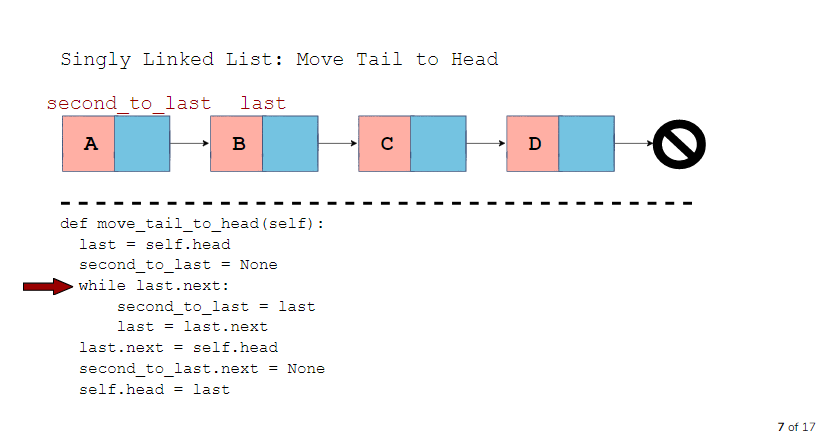 Singly Linked List: Move Tail to Head
second_to_last last
A B C D
def move_tail_to_head(self):
  last = self.head
  second_to_last = None
  while last.next:
      second_to_last = last
      last = last.next
  last.next = self.head
  second_to_last.next = None
  self.head = last
7 of 17